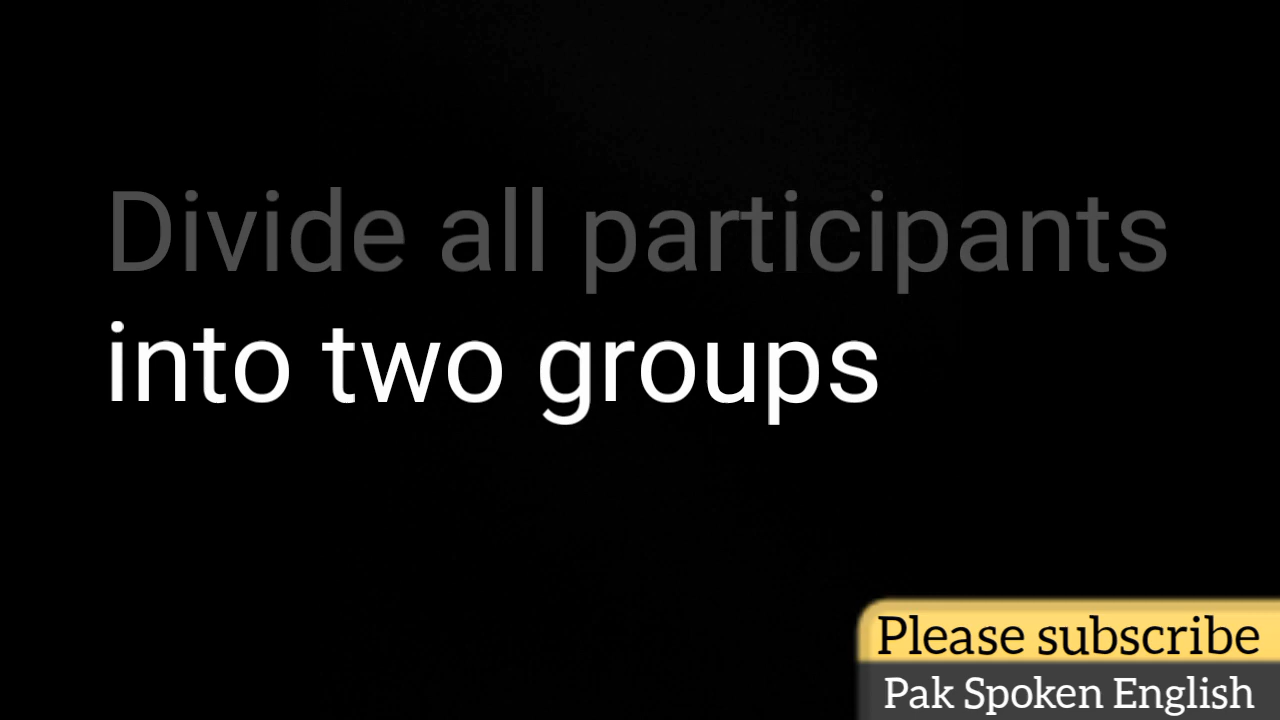 Divide all participants
into two groups
Please subscribe
Pak Spoken English